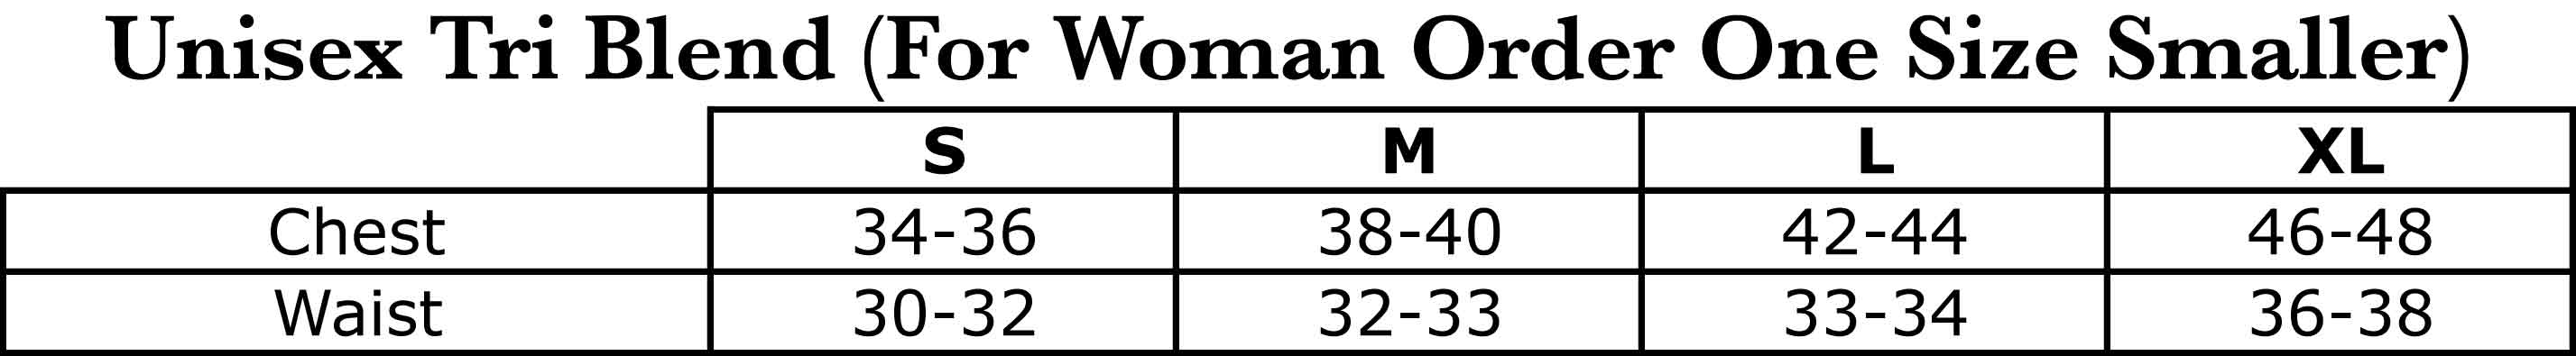 Unisex Tri Blend (For Woman Order One Size Smaller)
S M L XL
Chest 34-36 38-40 42-44 46-48
Waist 30-32 32-33 33-34 36-38